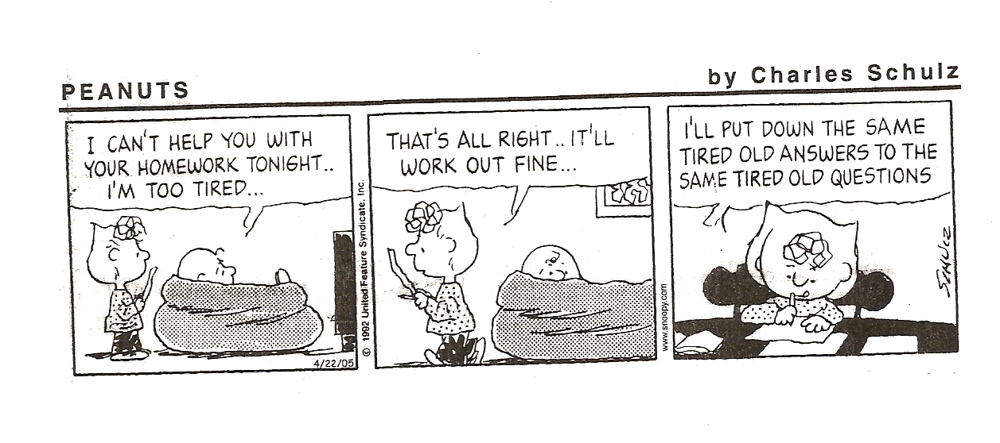 PEANUTS
by Charles Schulz
I CAN'T HELP YOU WITH
YOUR HOMEWORK TONIGHT..
I'M TOO TIRED...
4/22/05
© 1992 United Feature Syndicate, Inc.
THAT'S ALL RIGHT.. IT'LL
WORK OUT FINE...
www.snoopy.com
I'LL PUT DOWN THE SAME
TIRED OLD ANSWERS TO THE
SAME TIRED OLD QUESTIONS
SCHULZ